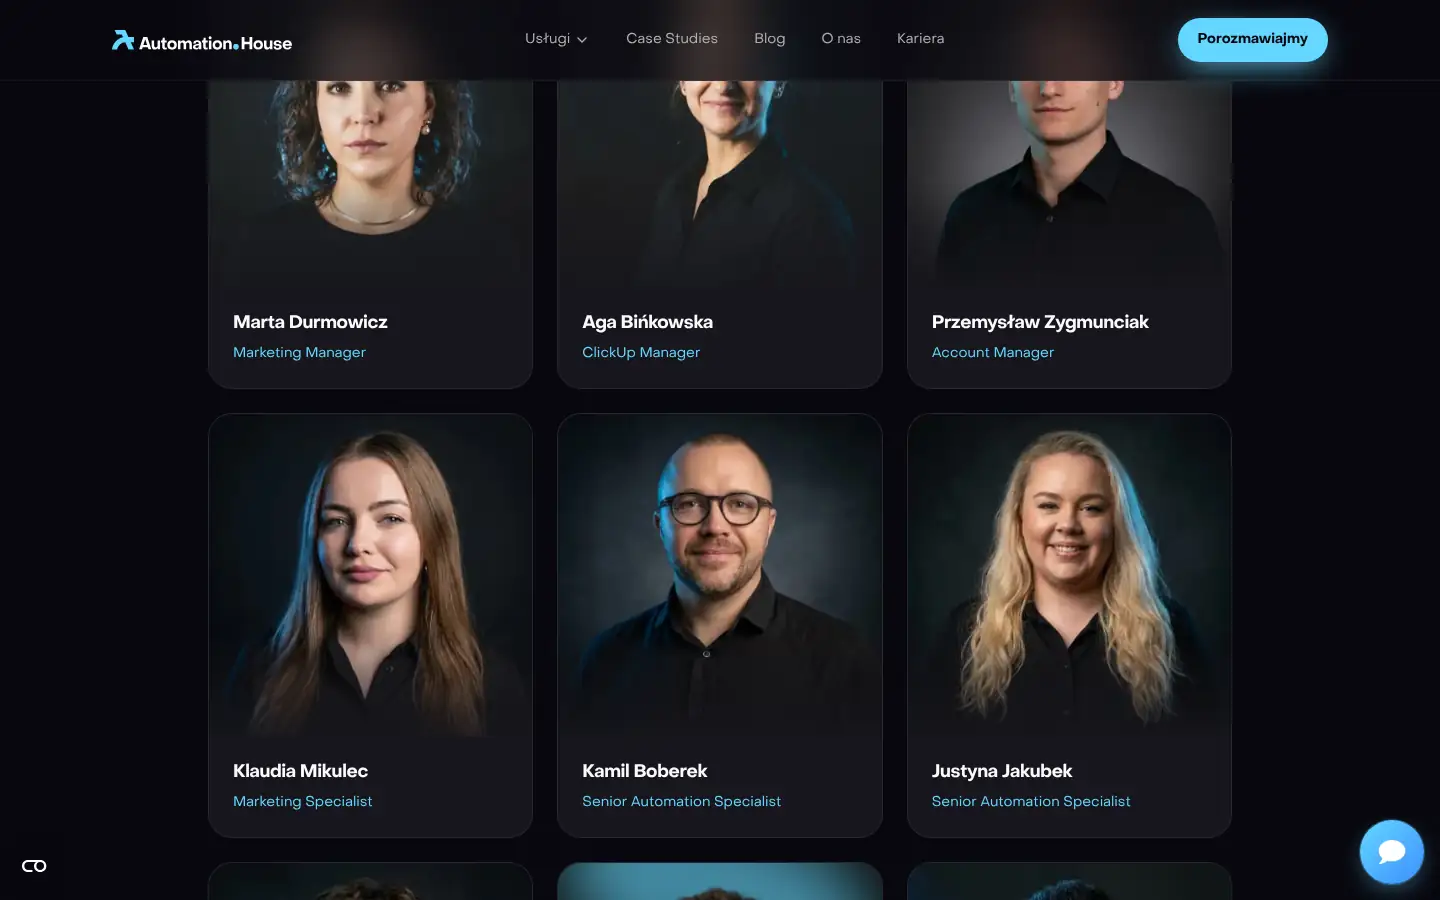 Automation.House
Usługi
Case Studies
Blog
O nas
Kariera
Porozmawiajmy
Marta Durmowicz
Marketing Manager
Aga Bińkowska
ClickUp Manager
Przemysław Zygmunciak
Account Manager
Klaudia Mikulec
Marketing Specialist
Kamil Boberek
Senior Automation Specialist
Justyna Jakubek
Senior Automation Specialist